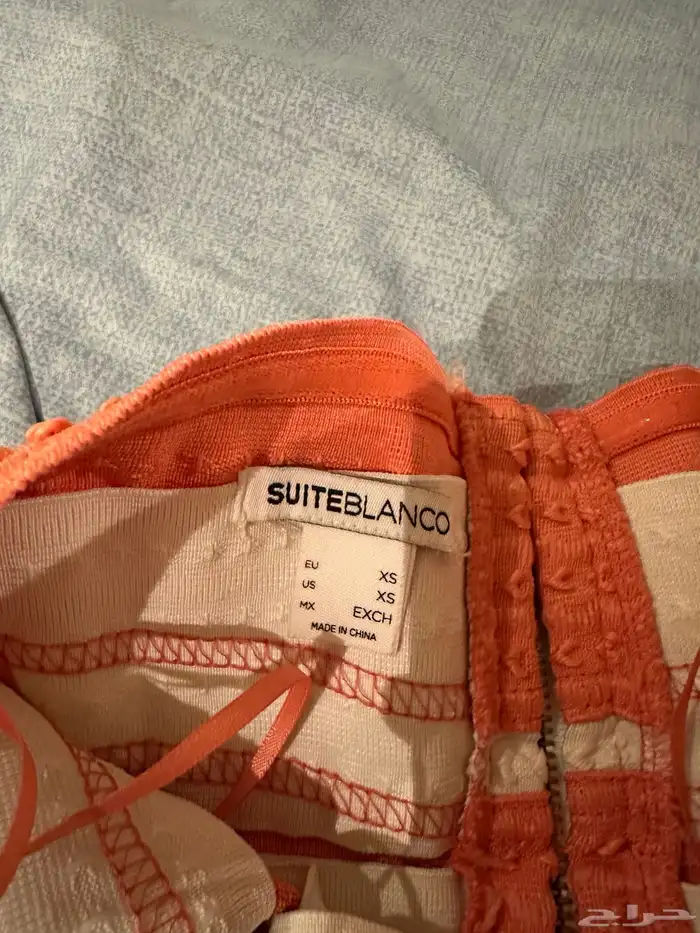 SUITEBLANCO
EU XS
US XS
MX EXCH
MADE IN CHINA
حراج